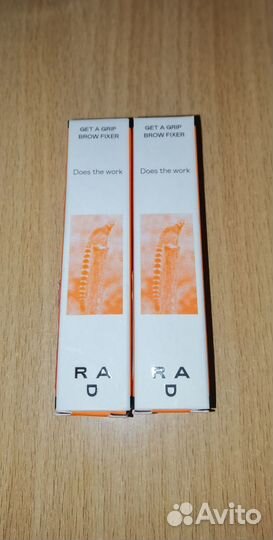 GET A GRIP
BROW FIXER
Does the work
R A
D
GET A GRIP
BROW FIXER
Does the work
R A
D
Avito